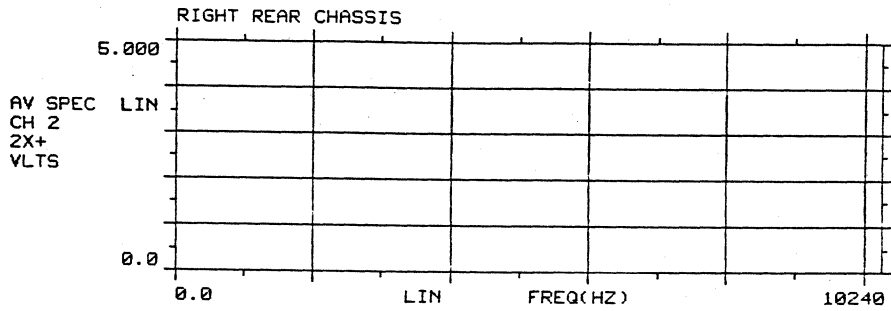 RIGHT REAR CHASSIS
5.000
AV SPEC LIN
CH 2
2X+
VLTS
0.0
0.0 LIN FREQ(HZ) 10240